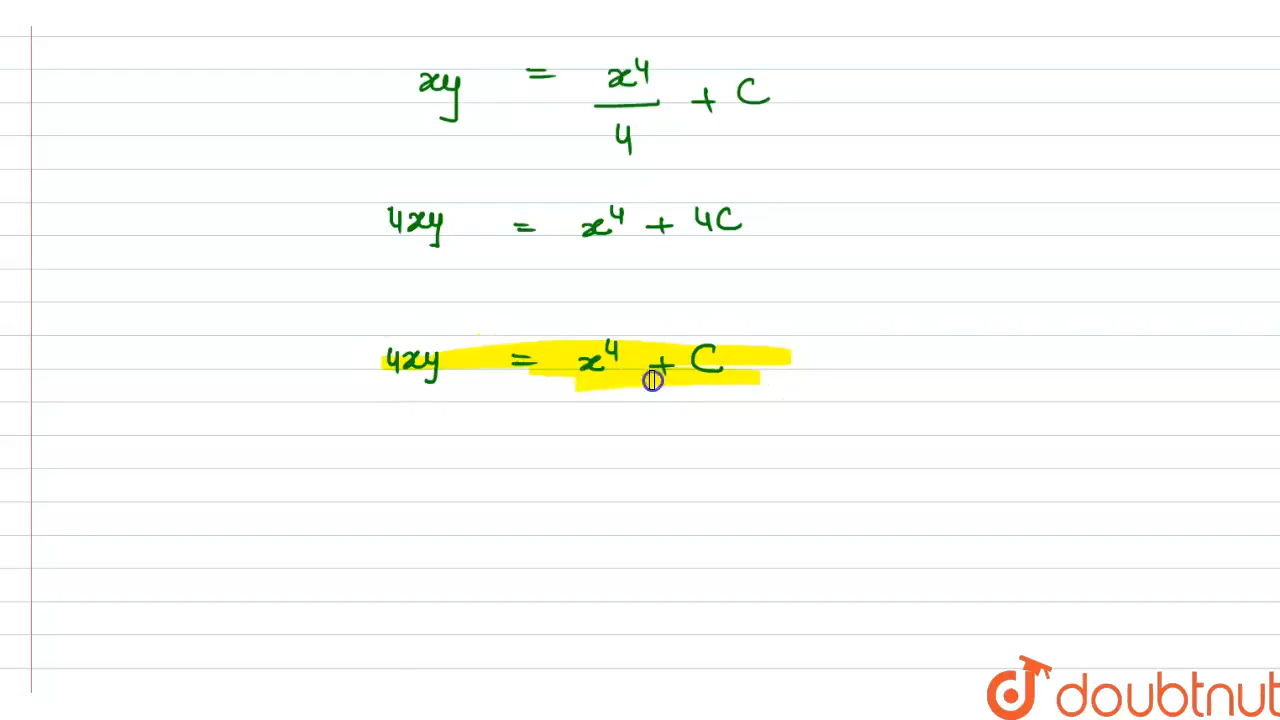 xy = x⁴/4 + C
4xy = x⁴ + 4C
4xy = x⁴ + C
doubtnut